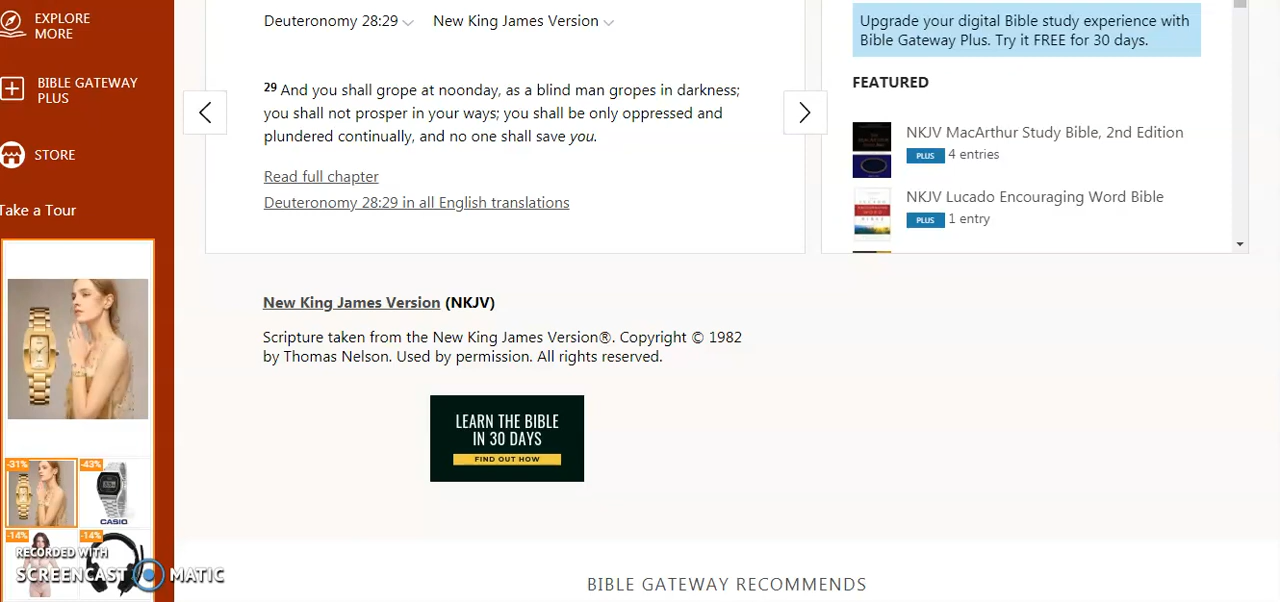 EXPLORE
MORE
BIBLE GATEWAY
PLUS
STORE
Take a Tour
-31%
-43%
CASIO
-14%
-14%
RECORDED WITH
SCREENCAST MATIC
Deuteronomy 28:29 New King James Version
29 And you shall grope at noonday, as a blind man gropes in darkness;
you shall not prosper in your ways; you shall be only oppressed and
plundered continually, and no one shall save you.
Read full chapter
Deuteronomy 28:29 in all English translations
New King James Version (NKJV)
Scripture taken from the New King James Version®. Copyright © 1982
by Thomas Nelson. Used by permission. All rights reserved.
LEARN THE BIBLE
IN 30 DAYS
FIND OUT HOW
BIBLE GATEWAY RECOMMENDS
Upgrade your digital Bible study experience with
Bible Gateway Plus. Try it FREE for 30 days.
FEATURED
NKJV MacArthur Study Bible, 2nd Edition
PLUS 4 entries
NKJV Lucado Encouraging Word Bible
PLUS 1 entry